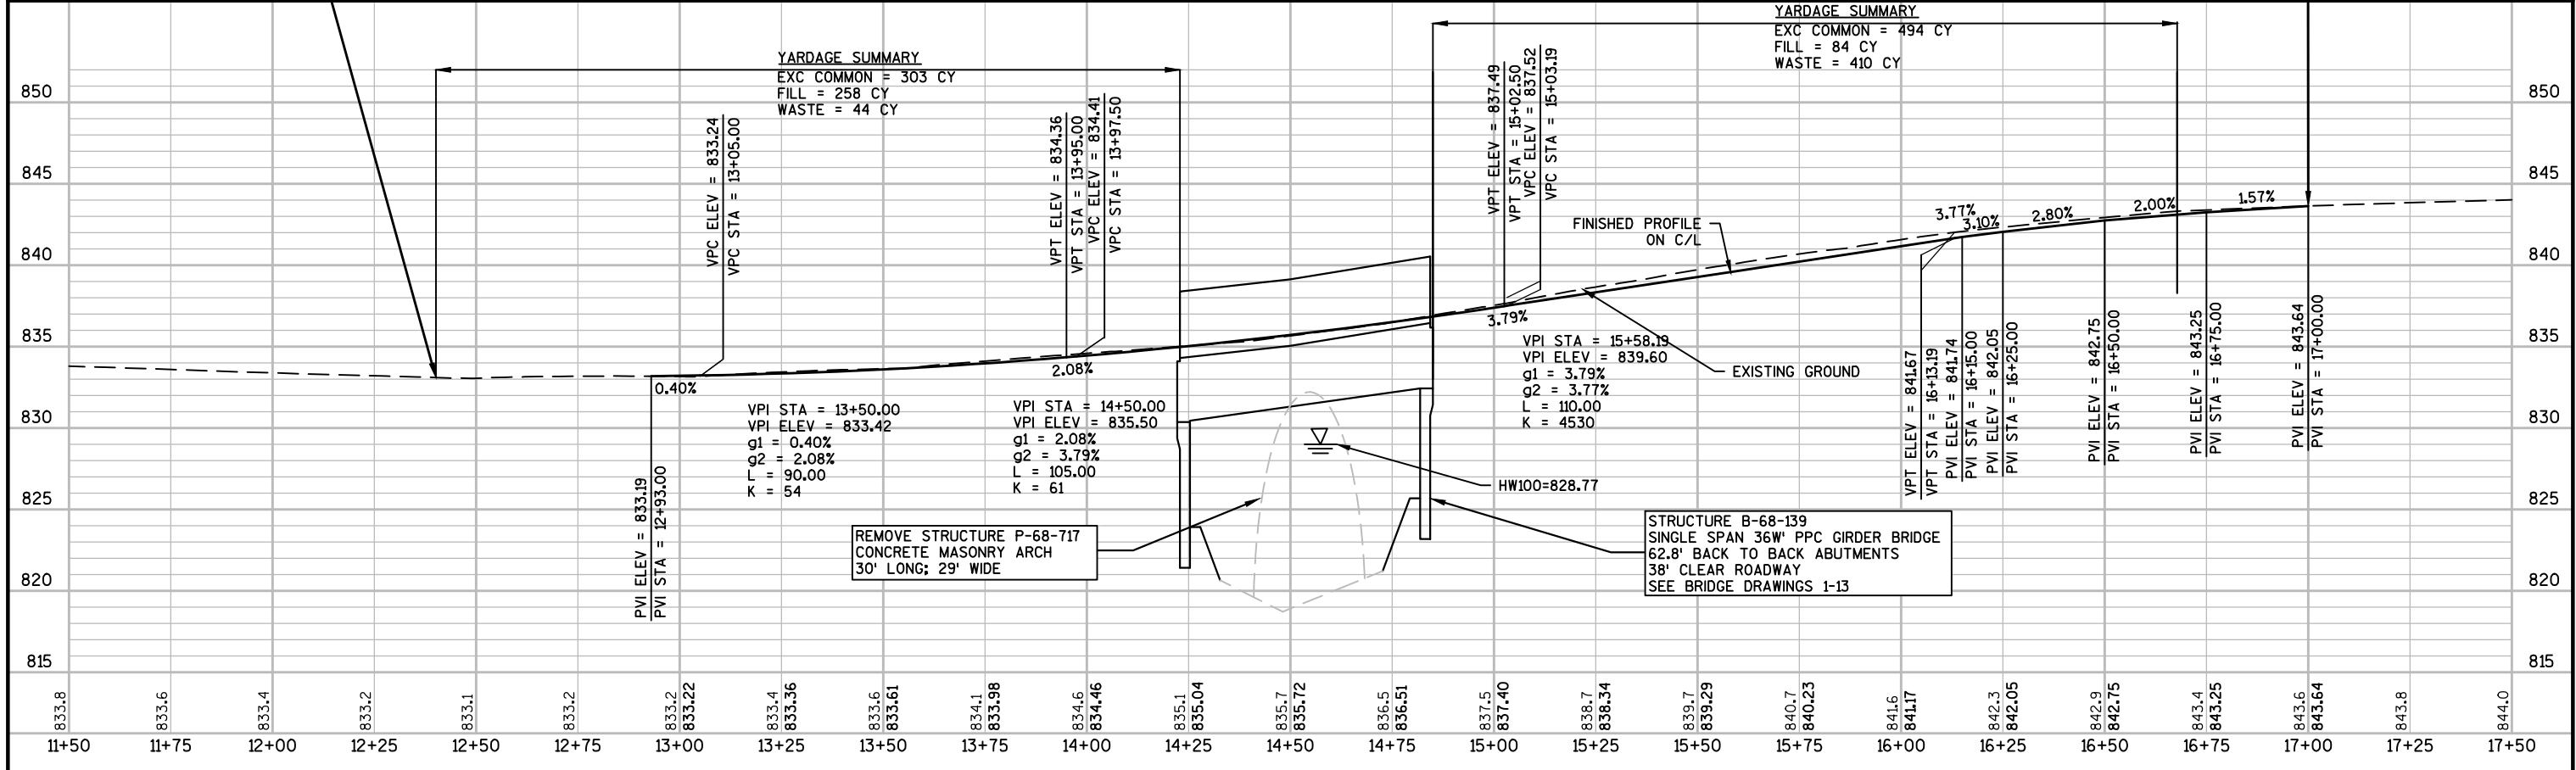 YARDAGE SUMMARY
EXC COMMON = 303 CY
FILL = 258 CY
WASTE = 44 CY
YARDAGE SUMMARY
EXC COMMON = 494 CY
FILL = 84 CY
WASTE = 410 CY
850
845
840
835
830
825
820
815
850
845
840
835
830
825
820
815
PVI ELEV = 833.19
PVI STA = 12+93.00
VPC ELEV = 833.24
VPC STA = 13+05.00
VPT ELEV = 834.36
VPT STA = 13+95.00
VPC ELEV = 834.41
VPC STA = 13+97.50
VPT ELEV = 837.49
VPT STA = 15+02.50
VPC ELEV = 837.52
VPC STA = 15+03.19
0.40%
2.08%
3.79%
3.77%
3.10%
2.80%
2.00%
1.57%
FINISHED PROFILE
ON C/L
EXISTING GROUND
VPI STA = 13+50.00
VPI ELEV = 833.42
g1 = 0.40%
g2 = 2.08%
L = 90.00
K = 54
VPI STA = 14+50.00
VPI ELEV = 835.50
g1 = 2.08%
g2 = 3.79%
L = 105.00
K = 61
VPI STA = 15+58.19
VPI ELEV = 839.60
g1 = 3.79%
g2 = 3.77%
L = 110.00
K = 4530
HW100=828.77
VPT ELEV = 841.67
VPT STA = 16+13.19
PVI ELEV = 841.74
PVI STA = 16+15.00
PVI ELEV = 842.05
PVI STA = 16+25.00
PVI ELEV = 842.75
PVI STA = 16+50.00
PVI ELEV = 843.25
PVI STA = 16+75.00
VPI ELEV = 843.64
PVI STA = 17+00.00
REMOVE STRUCTURE P-68-717
CONCRETE MASONRY ARCH
30' LONG; 29' WIDE
STRUCTURE B-68-139
SINGLE SPAN 36W' PPC GIRDER BRIDGE
62.8' BACK TO BACK ABUTMENTS
38' CLEAR ROADWAY
SEE BRIDGE DRAWINGS 1-13
833.8
833.6
833.4
833.2
833.1
833.2
833.2
833.22
833.4
833.36
833.6
833.61
834.1
833.98
834.6
834.46
835.1
835.04
835.7
835.72
836.5
836.51
837.5
837.40
838.7
838.34
839.7
839.29
840.7
840.23
841.6
841.17
842.3
842.05
842.9
842.75
843.4
843.25
843.6
843.64
843.8
844.0
11+50 11+75 12+00 12+25 12+50 12+75 13+00 13+25 13+50 13+75 14+00 14+25 14+50 14+75 15+00 15+25 15+50 15+75 16+00 16+25 16+50 16+75 17+00 17+25 17+50